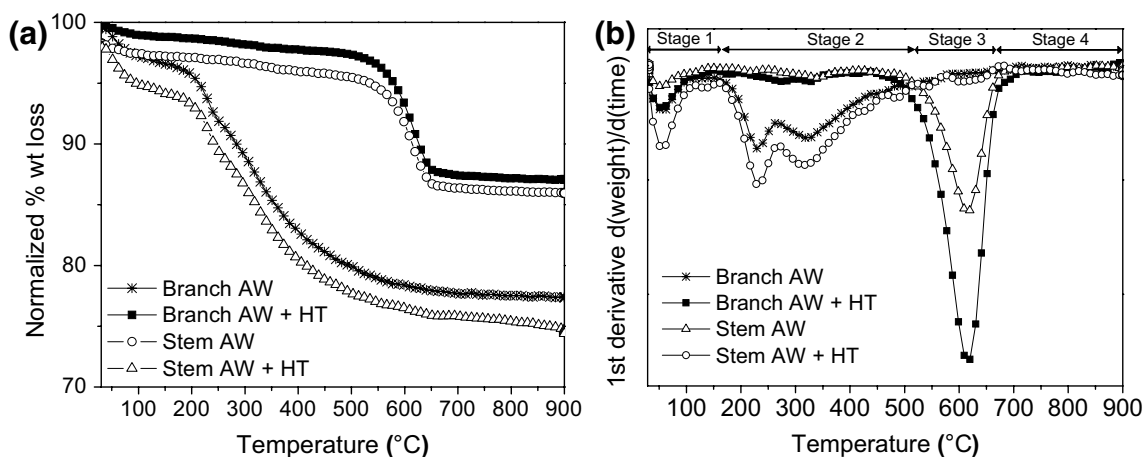 (a)
Normalized % wt loss
100
90
80
70
Branch AW
Branch AW + HT
Stem AW
Stem AW + HT
100 200 300 400 500 600 700 800 900
Temperature (°C)
(b)
1st derivative d(weight)/d(time)
Stage 1 Stage 2 Stage 3 Stage 4
Branch AW
Branch AW + HT
Stem AW
Stem AW + HT
100 200 300 400 500 600 700 800 900
Temperature (°C)